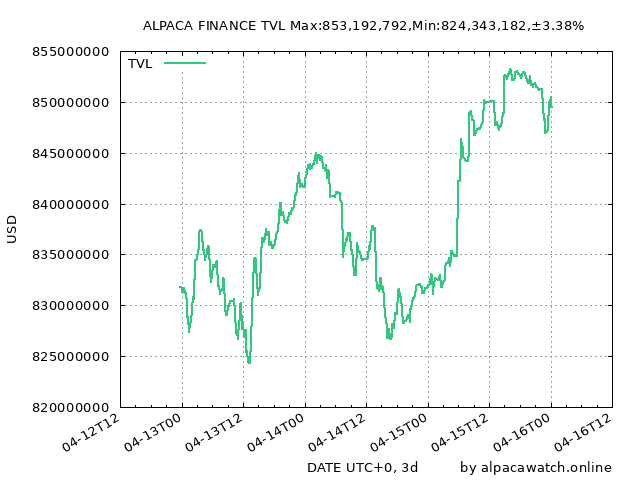 ALPACA FINANCE TVL Max:853,192,792,Min:824,343,182,±3.38%
TVL
855000000
850000000
845000000
840000000
835000000
830000000
825000000
820000000
USD
04-12T12
04-13T00
04-13T12
04-14T00
04-14T12
04-15T00
04-15T12
04-16T00
04-16T12
DATE UTC+0, 3d
by alpacawatch.online